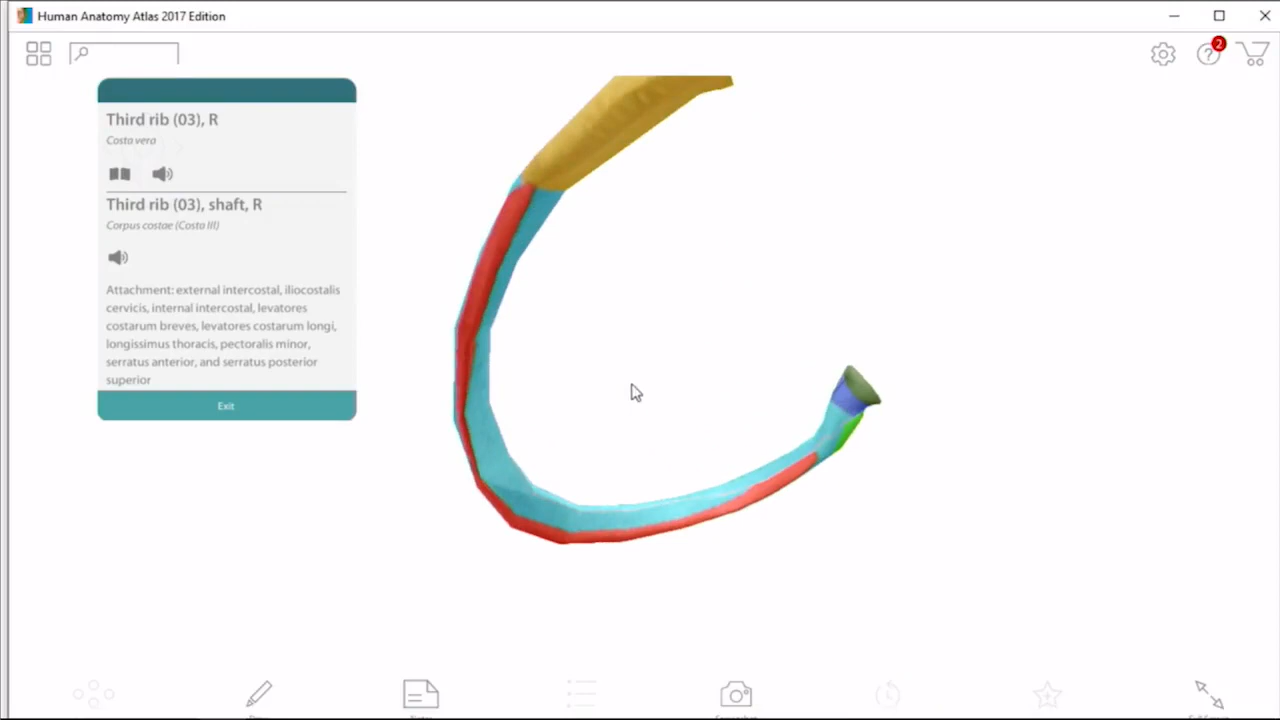 Human Anatomy Atlas 2017 Edition
2
Third rib (03), R
Costa vera
Third rib (03), shaft, R
Corpus costae (Costa III)
Attachment: external intercostal, iliocostalis
cervicis, internal intercostal, levatores
costarum breves, levatores costarum longi,
longissimus thoracis, pectoralis minor,
serratus anterior, and serratus posterior
superior
Exit